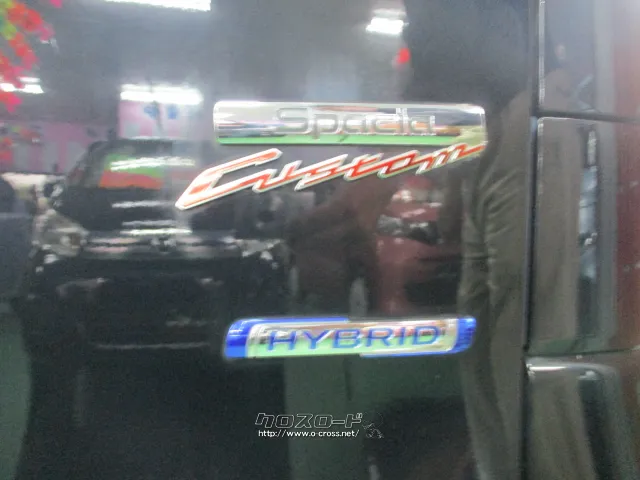 Spacia
Custom
HYBRID
クロスロード
http://www.o-cross.net/